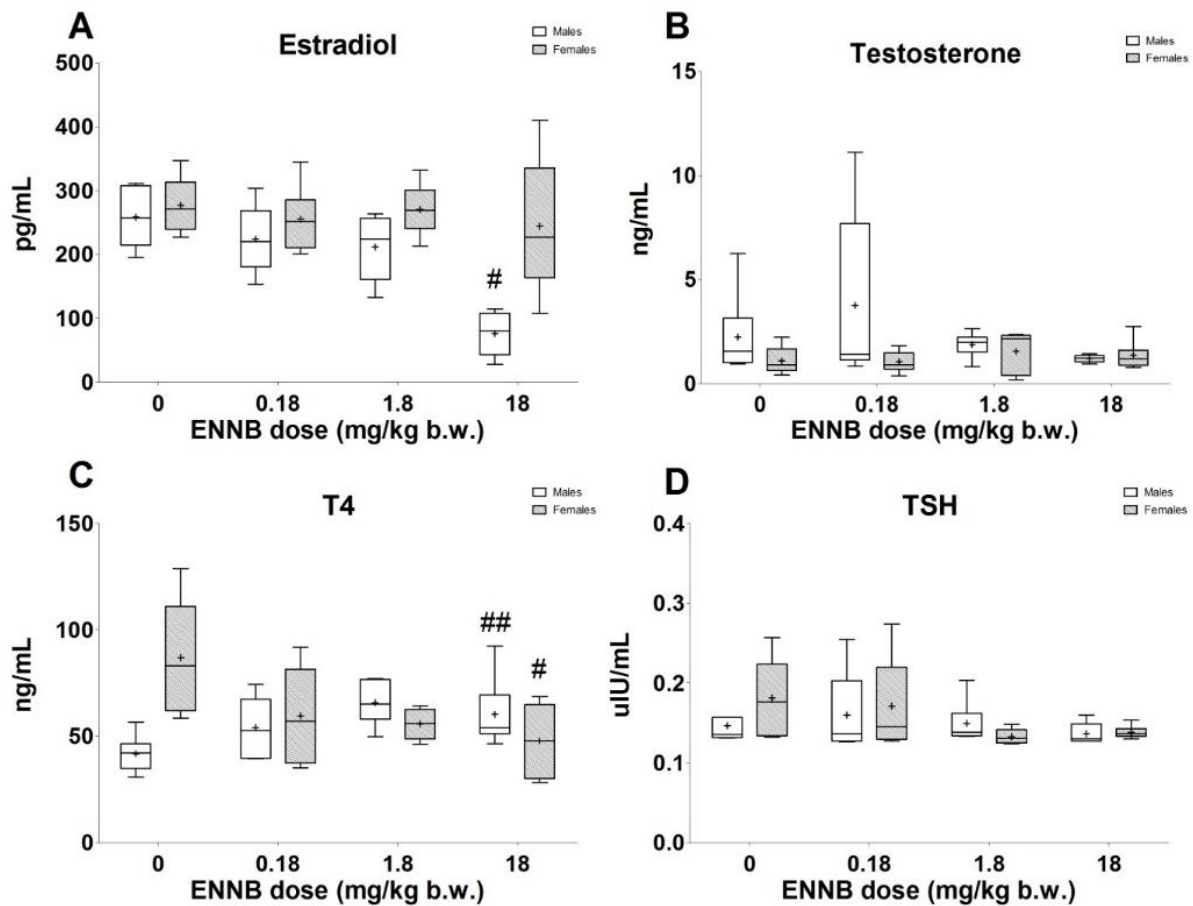 A
Estradiol
Males
Females
500
400
300
200
100
0
pg/mL
#
0 0.18 1.8 18
ENNB dose (mg/kg b.w.)
B
Testosterone
Males
Females
15
10
5
0
ng/mL
0 0.18 1.8 18
ENNB dose (mg/kg b.w.)
C
T4
Males
Females
150
100
50
0
ng/mL
##
#
0 0.18 1.8 18
ENNB dose (mg/kg b.w.)
D
TSH
Males
Females
0.4
0.3
0.2
0.1
0.0
uIU/mL
0 0.18 1.8 18
ENNB dose (mg/kg b.w.)